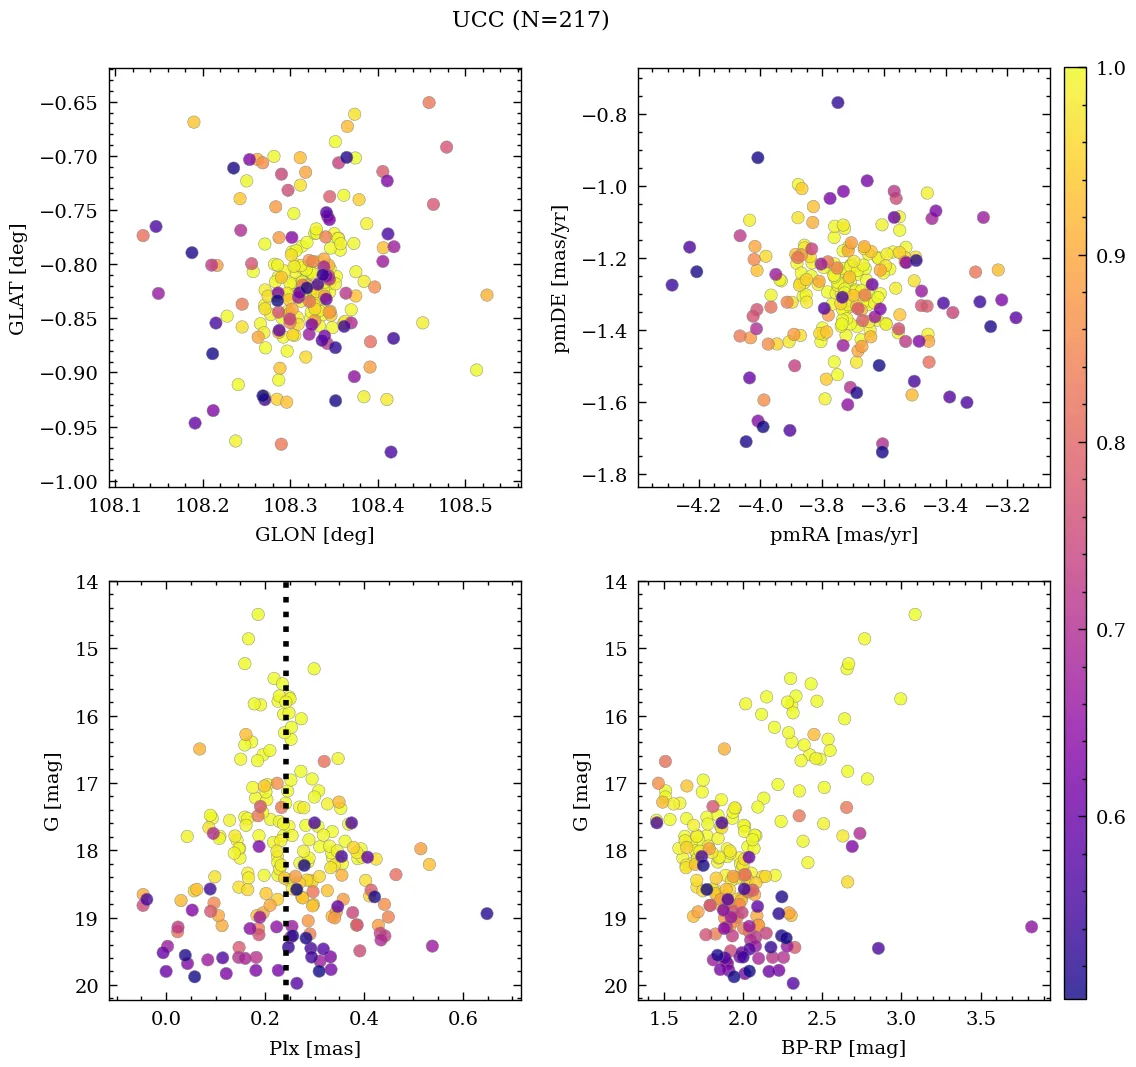 UCC (N=217)
−0.65
−0.70
−0.75
−0.80
−0.85
−0.90
−0.95
−1.00
GLAT [deg]
108.1 108.2 108.3 108.4 108.5
GLON [deg]
−0.8
−1.0
−1.2
−1.4
−1.6
−1.8
pmDE [mas/yr]
−4.2 −4.0 −3.8 −3.6 −3.4 −3.2
pmRA [mas/yr]
14
15
16
17
18
19
20
G [mag]
0.0 0.2 0.4 0.6
Plx [mas]
14
15
16
17
18
19
20
G [mag]
1.5 2.0 2.5 3.0 3.5
BP-RP [mag]
1.0
0.9
0.8
0.7
0.6